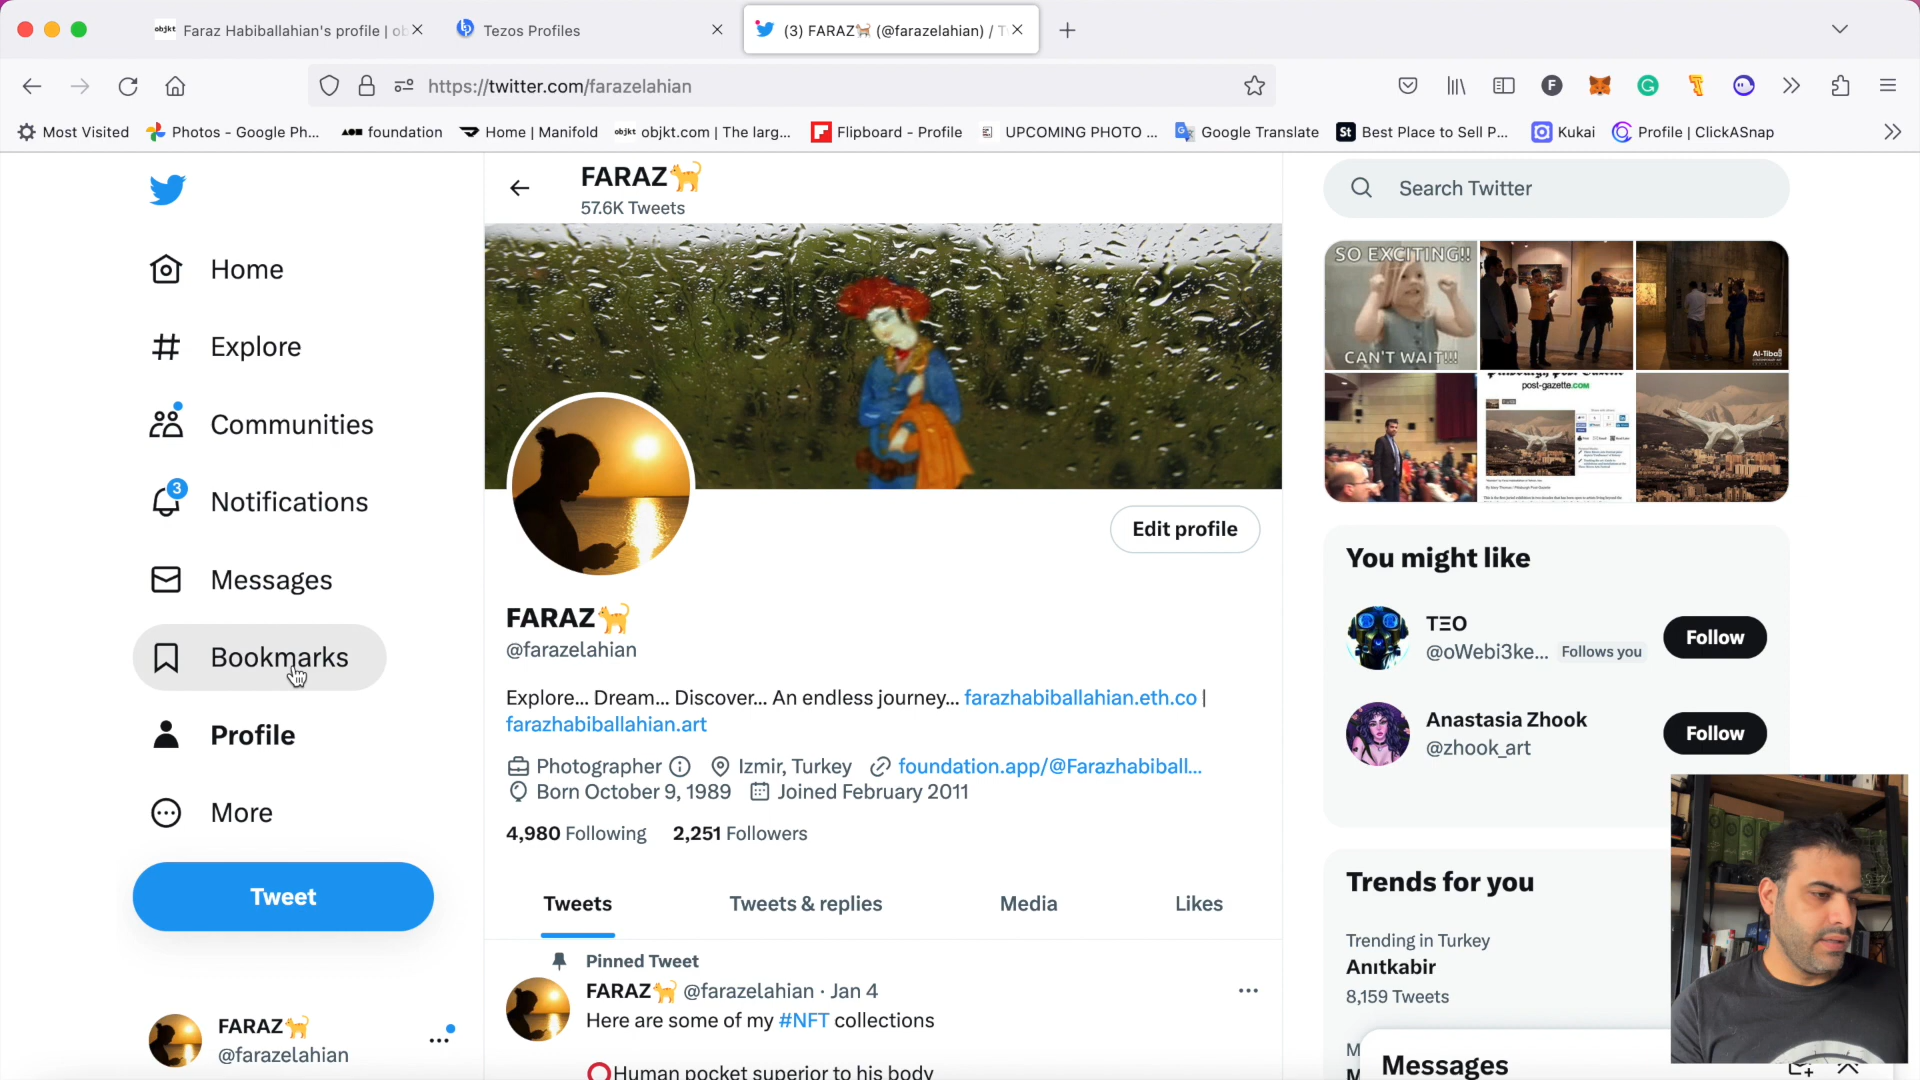 objkt Faraz Habiballahian's profile | ob
Tezos Profiles
(3) FARAZ🐈 (@farazelahian) / T
https://twitter.com/farazelahian
Most Visited
Photos - Google Ph...
foundation
Home | Manifold
objkt objkt.com | The larg...
Flipboard - Profile
UPCOMING PHOTO ...
Google Translate
St Best Place to Sell P...
Kukai
Profile | ClickASnap
Home
Explore
Communities
3
Notifications
Messages
Bookmarks
Profile
More
Tweet
FARAZ🐈
@farazelahian
FARAZ🐈
57.6K Tweets
Edit profile
FARAZ🐈
@farazelahian
Explore... Dream... Discover... An endless journey... farazhabiballahian.eth.co |
farazhabiballahian.art
Photographer
Izmir, Turkey
foundation.app/@Farazhabiball...
Born October 9, 1989
Joined February 2011
4,980 Following
2,251 Followers
Tweets
Tweets & replies
Media
Likes
Pinned Tweet
FARAZ🐈 @farazelahian · Jan 4
Here are some of my #NFT collections
⭕Human pocket superior to his body
Search Twitter
SO EXCITING!!
CAN'T WAIT!!!
Al-Tiba9
post-gazette.COM
You might like
TΞO
@oWebi3ke...
Follows you
Follow
Anastasia Zhook
@zhook_art
Follow
Trends for you
Trending in Turkey
Anıtkabir
8,159 Tweets
Messages